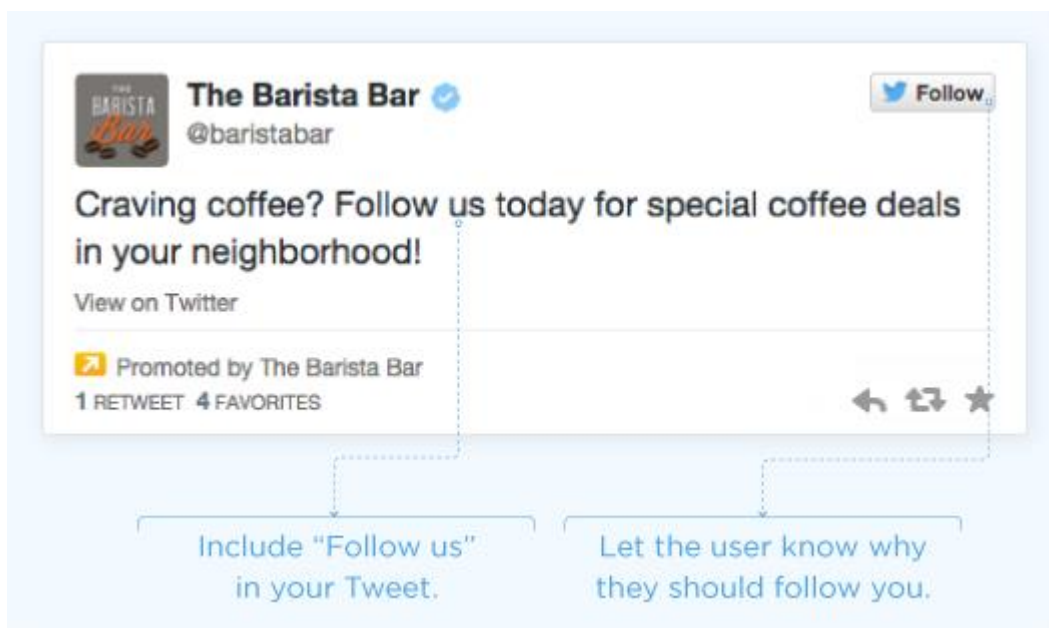 THE
BARISTA
Bar
The Barista Bar
@baristabar
Follow
Craving coffee? Follow us today for special coffee deals
in your neighborhood!
View on Twitter
Promoted by The Barista Bar
1 RETWEET 4 FAVORITES
Include “Follow us”
in your Tweet.
Let the user know why
they should follow you.